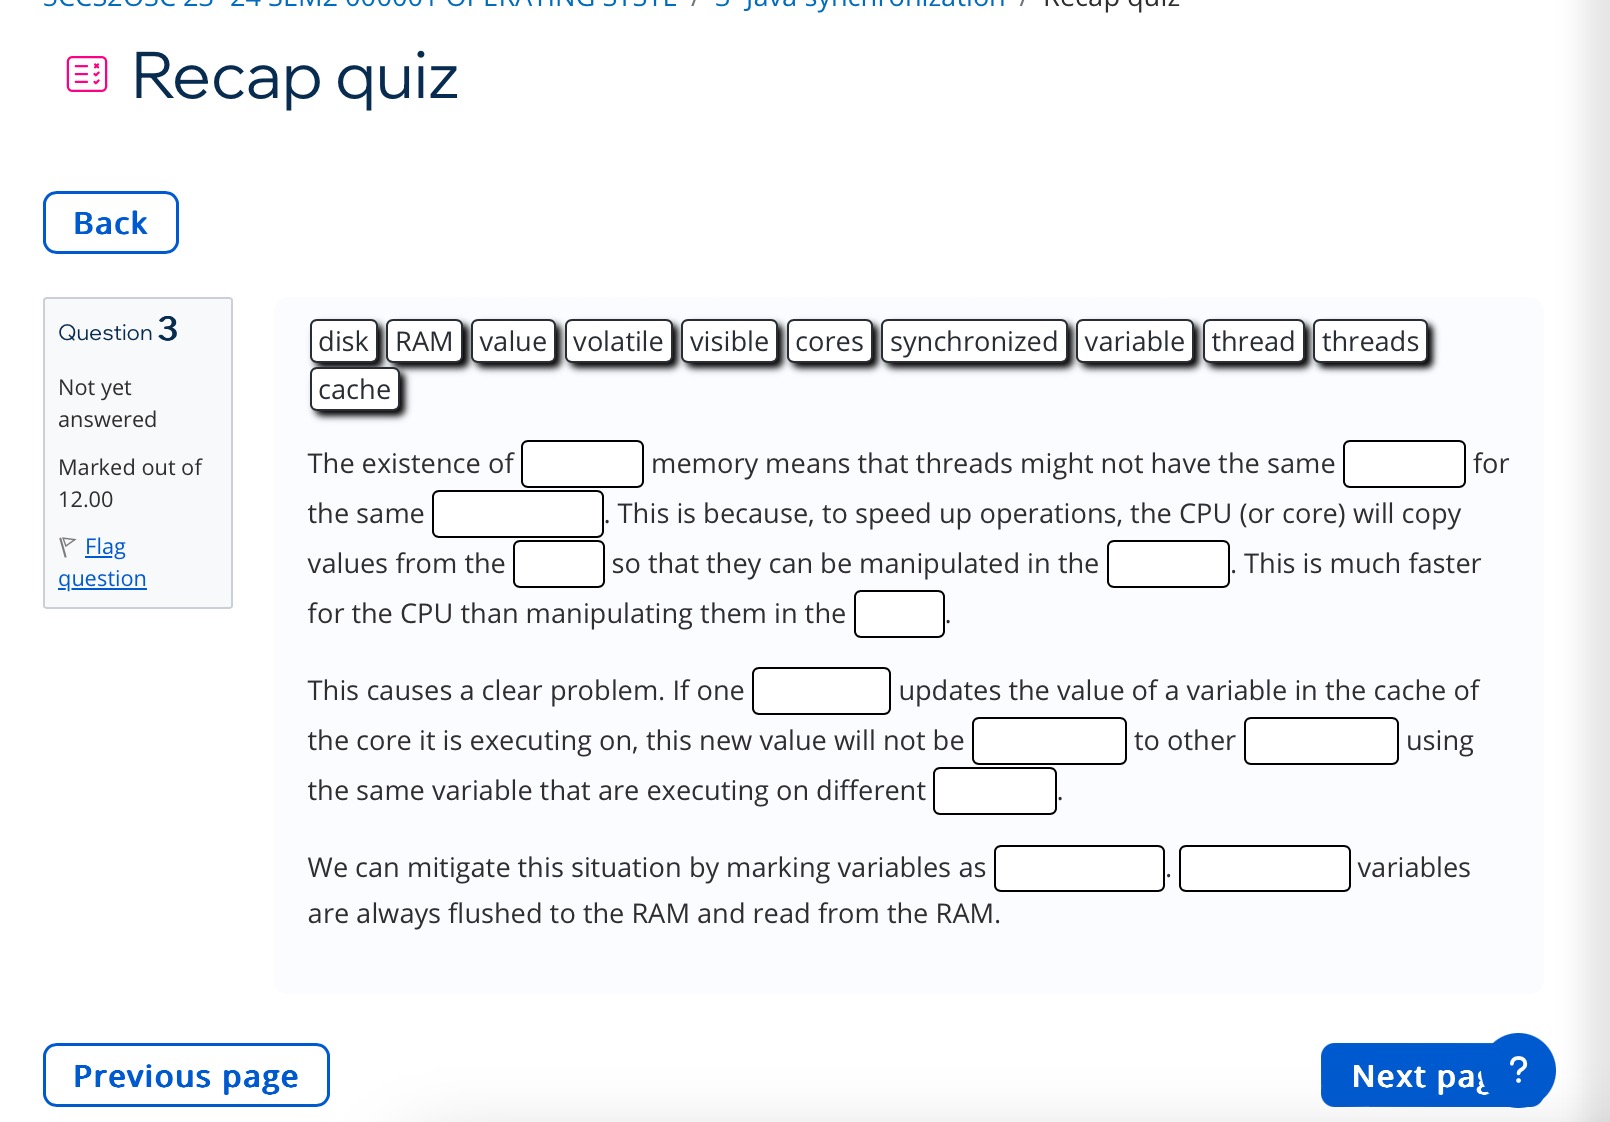 5CCS2OSC 23~24 SEM2 000001 OPERATING SYSTE / 3- Java synchronization / Recap quiz
Recap quiz
Back
Question 3
Not yet
answered
Marked out of
12.00
Flag
question
disk RAM value volatile visible cores synchronized variable thread threads
cache
The existence of memory means that threads might not have the same for
the same . This is because, to speed up operations, the CPU (or core) will copy
values from the so that they can be manipulated in the . This is much faster
for the CPU than manipulating them in the .
This causes a clear problem. If one updates the value of a variable in the cache of
the core it is executing on, this new value will not be to other using
the same variable that are executing on different .
We can mitigate this situation by marking variables as . variables
are always flushed to the RAM and read from the RAM.
Previous page
Next pag
?